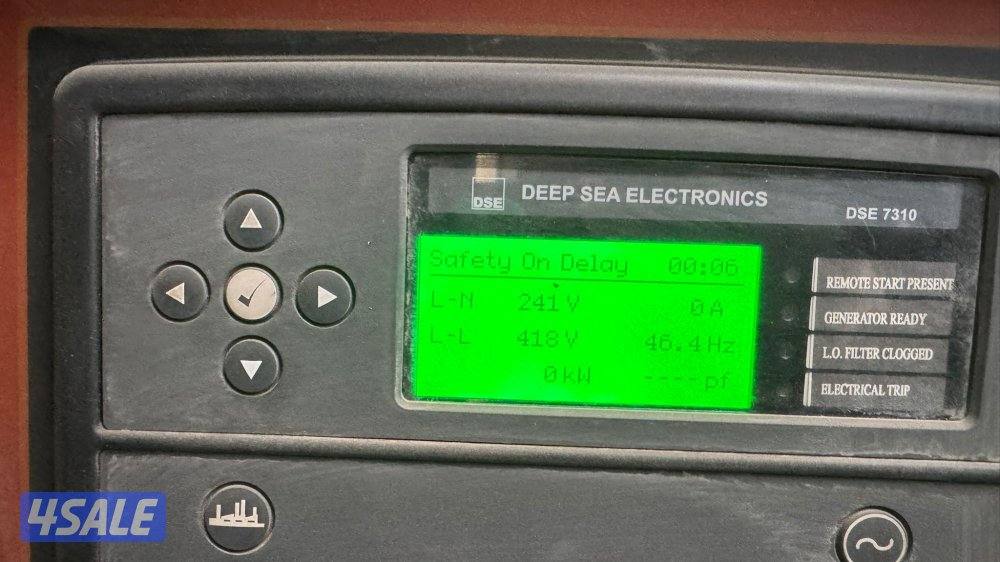 DSE
DEEP SEA ELECTRONICS
DSE 7310
Safety On Delay 00:06
L-N 241V 0A
L-L 418V 46.4Hz
0kW ----pf
REMOTE START PRESENT
GENERATOR READY
L.O. FILTER CLOGGED
ELECTRICAL TRIP
4SALE